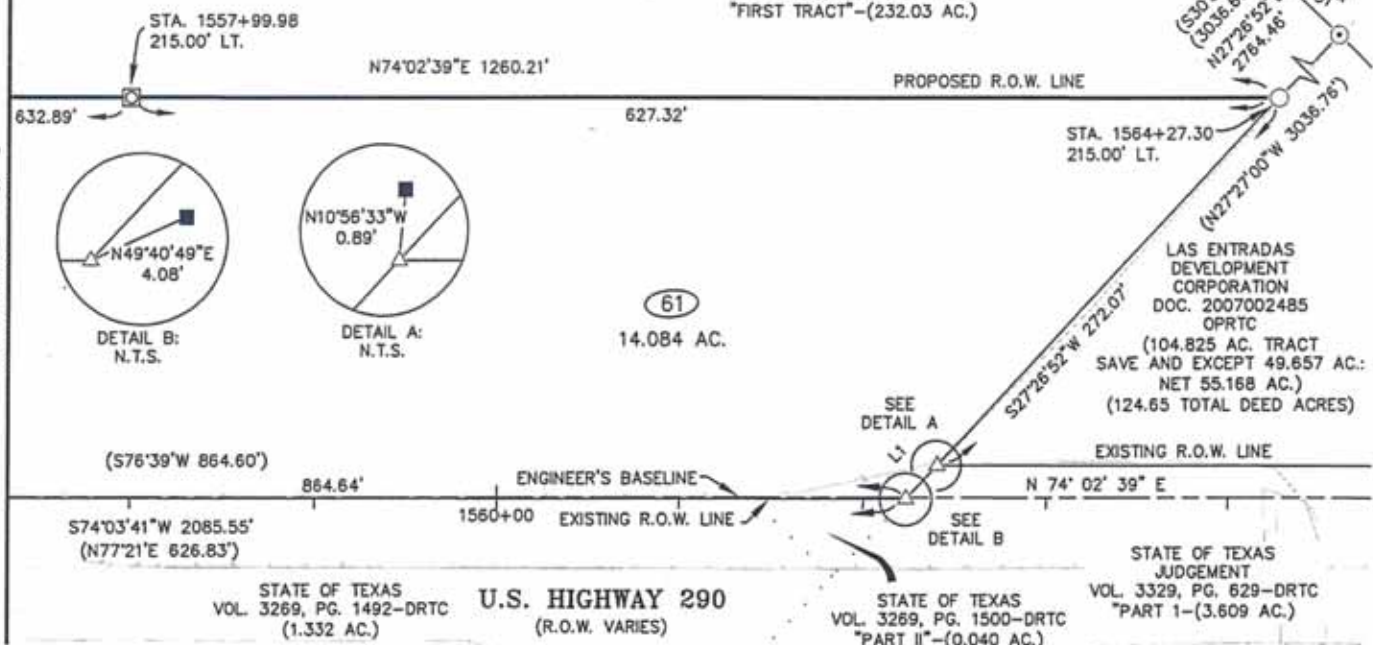 "FIRST TRACT"-(232.03 AC.)
STA. 1557+99.98
215.00' LT.
N74°02'39"E 1260.21'
PROPOSED R.O.W. LINE
(3036.
N27°26'52"
2764.46'
632.89'
627.32'
STA. 1564+27.30
215.00' LT.
(N27°27'00"W 3036.76')
N49°40'49"E
4.08'
DETAIL B:
N.T.S.
N10°56'33"W
0.89'
DETAIL A:
N.T.S.
61
14.084 AC.
S27°26'52"W 272.07'
LAS ENTRADAS
DEVELOPMENT
CORPORATION
DOC. 2007002485
OPRTC
(104.825 AC. TRACT
SAVE AND EXCEPT 49.657 AC.:
NET 55.168 AC.)
(124.65 TOTAL DEED ACRES)
SEE
DETAIL A
L1
EXISTING R.O.W. LINE
(S76°39'W 864.60')
864.64'
ENGINEER'S BASELINE
N 74° 02' 39" E
1560+00
EXISTING R.O.W. LINE
SEE
DETAIL B
S74°03'41"W 2085.55'
(N77°21'E 626.83')
STATE OF TEXAS
VOL. 3269, PG. 1492-DRTC
(1.332 AC.)
U.S. HIGHWAY 290
(R.O.W. VARIES)
STATE OF TEXAS
VOL. 3269, PG. 1500-DRTC
"PART II"-(0.040 AC.)
STATE OF TEXAS
JUDGEMENT
VOL. 3329, PG. 629-DRTC
"PART 1-(3.609 AC.)